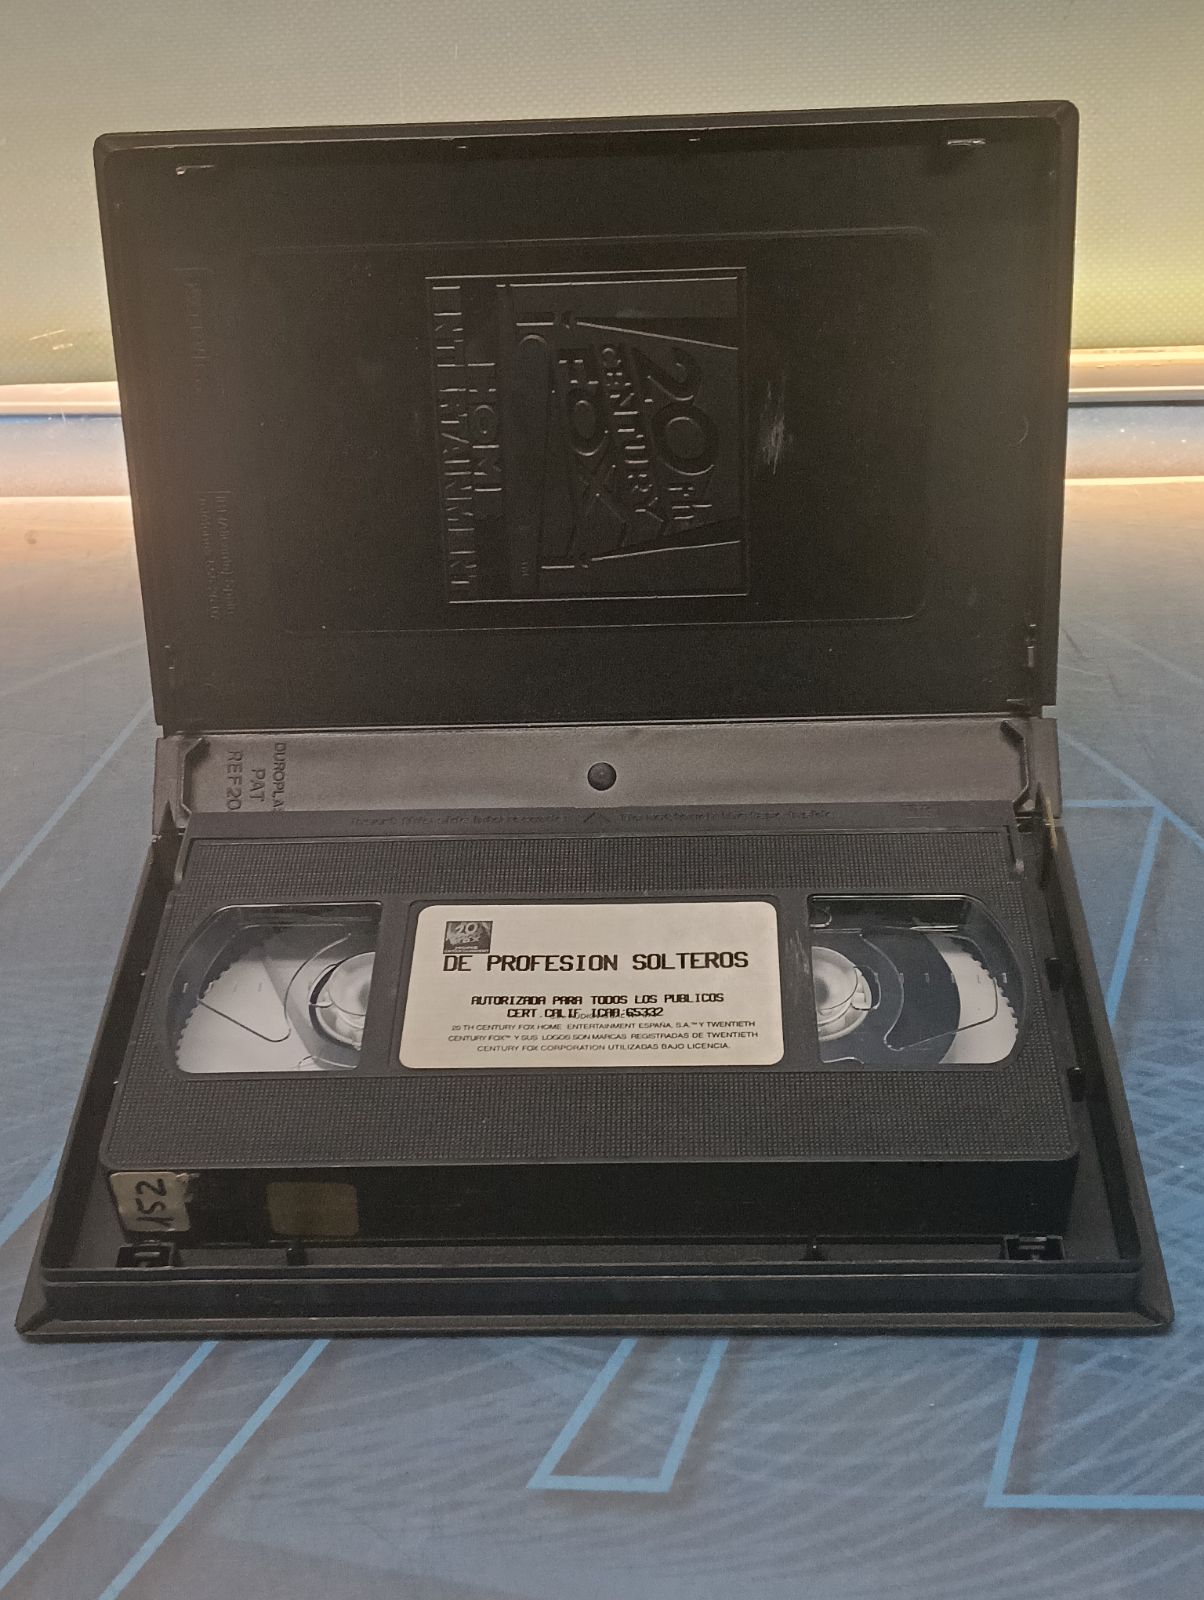 20TH
CENTURY
FOX
HOME
ENTERTAINMENT
DUROPLAS
PAT
REF20
20
DE PROFESION SOLTEROS
AUTORIZADA PARA TODOS LOS PUBLICOS
CERT.CALIF. ICAA:65332
20 TH CENTURY FOX HOME ENTERTAINMENT ESPAÑA, S.A.™ Y TWENTIETH
CENTURY FOX™ Y SUS LOGOS SON MARCAS REGISTRADAS DE TWENTIETH
CENTURY FOX CORPORATION UTILIZADAS BAJO LICENCIA.
152